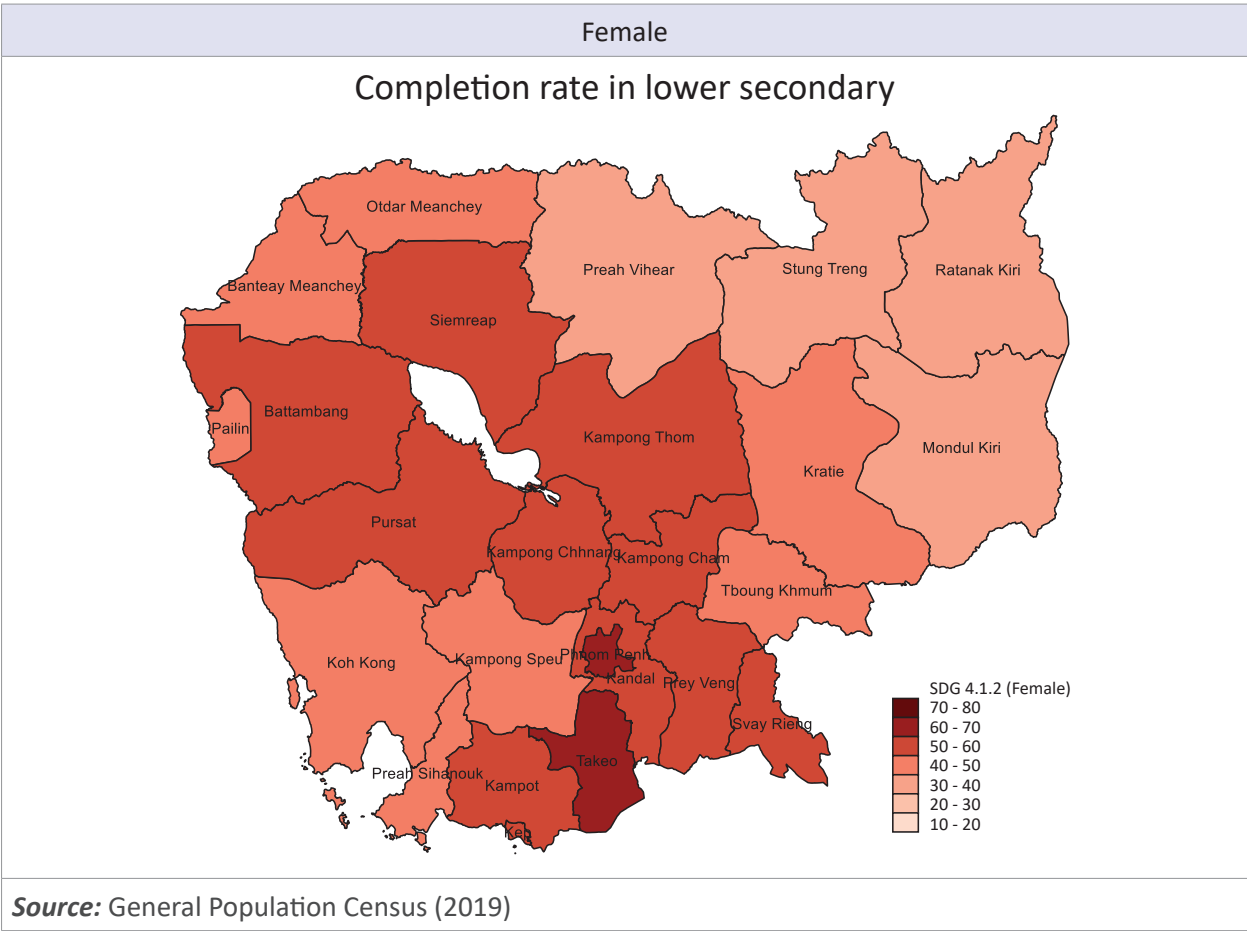 Female
Completion rate in lower secondary
Otdar Meanchey
Preah Vihear
Stung Treng
Ratanak Kiri
Banteay Meanchey
Siemreap
Battambang
Pailin
Kampong Thom
Mondul Kiri
Kratie
Pursat
Kampong Chhnang
Kampong Cham
Tboung Khmum
Koh Kong
Kampong Speu
Phnom Penh
Kandal
Prey Veng
Svay Rieng
Takeo
Preah Sihanouk
Kampot
Kep
SDG 4.1.2 (Female)
70 - 80
60 - 70
50 - 60
40 - 50
30 - 40
20 - 30
10 - 20
Source: General Population Census (2019)